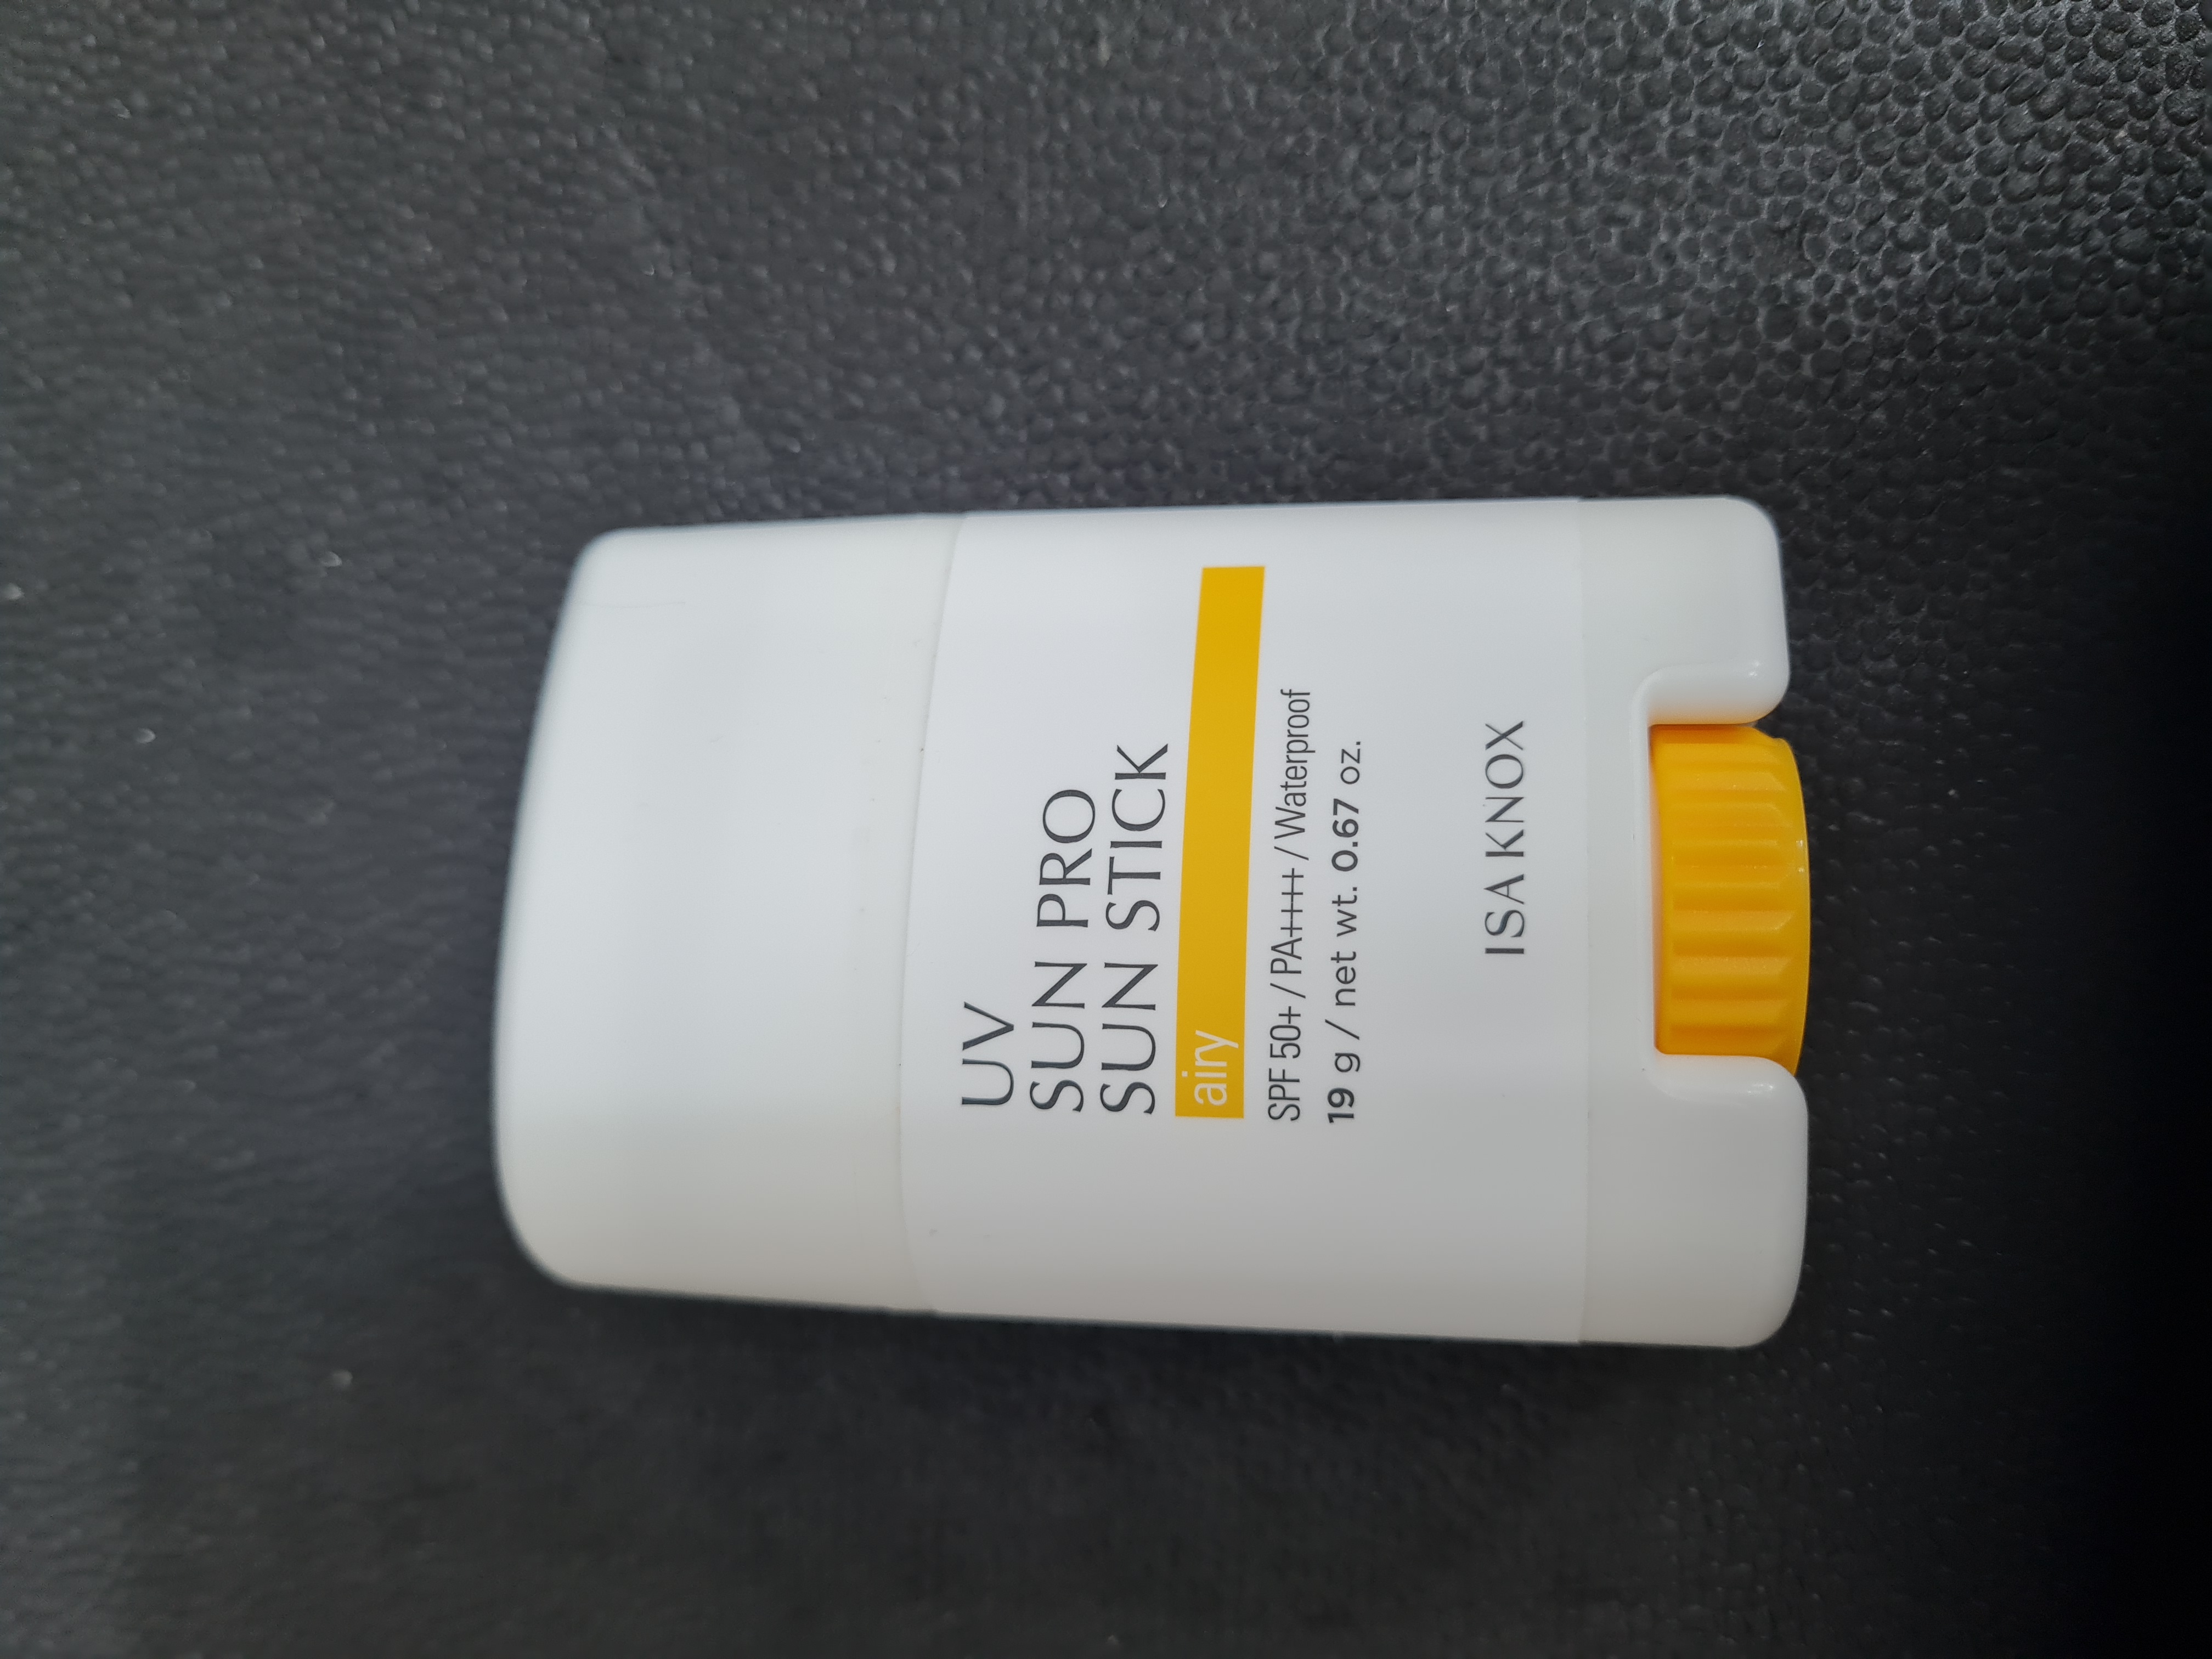 UV
SUN PRO
SUN STICK
airy
SPF 50+ / PA++++ / Waterproof
19 g / net wt. 0.67 oz.
ISA KNOX